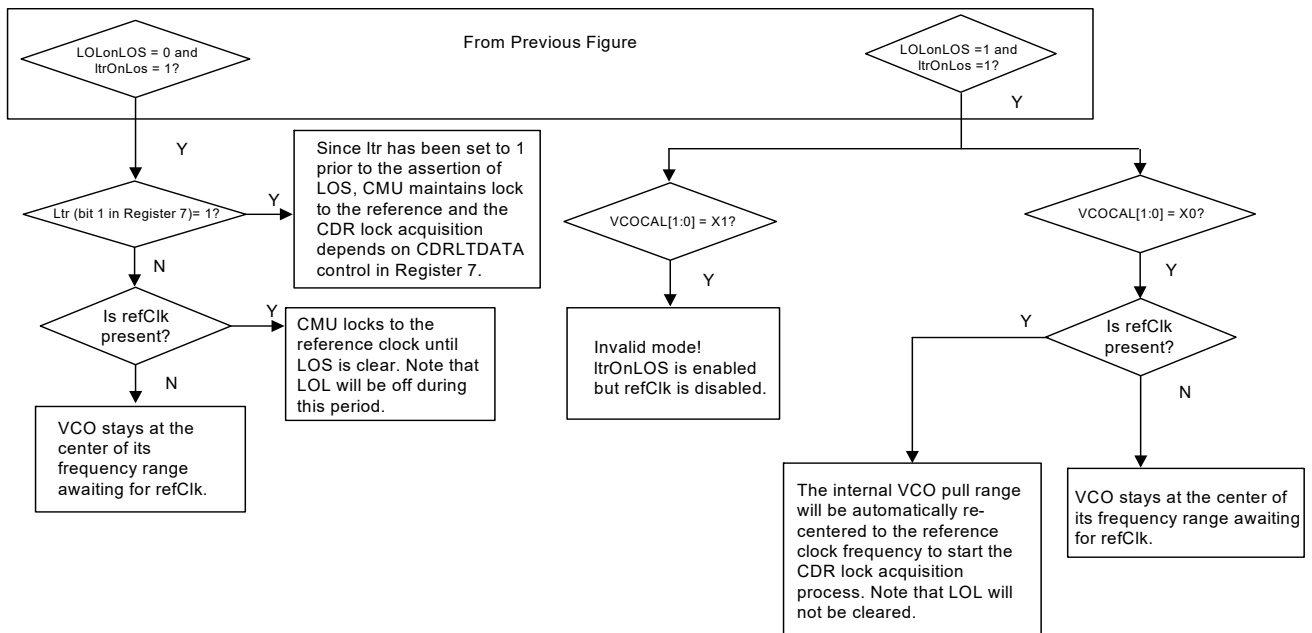 From Previous Figure
LOLonLOS = 0 and
ltrOnLos = 1?
LOLonLOS =1 and
ltrOnLos =1?
Y
Y
Ltr (bit 1 in Register 7)= 1?
Y
Since ltr has been set to 1
prior to the assertion of
LOS, CMU maintains lock
to the reference and the
CDR lock acquisition
depends on CDRLTDATA
control in Register 7.
N
Is refClk
present?
Y
CMU locks to the
reference clock until
LOS is clear. Note that
LOL will be off during
this period.
N
VCO stays at the
center of its
frequency range
awaiting for refClk.
VCOCAL[1:0] = X1?
Y
Invalid mode!
ltrOnLOS is enabled
but refClk is disabled.
VCOCAL[1:0] = X0?
Y
Is refClk
present?
Y
N
The internal VCO pull range
will be automatically re-
centered to the reference
clock frequency to start the
CDR lock acquisition
process. Note that LOL will
not be cleared.
VCO stays at the center of
its frequency range awaiting
for refClk.